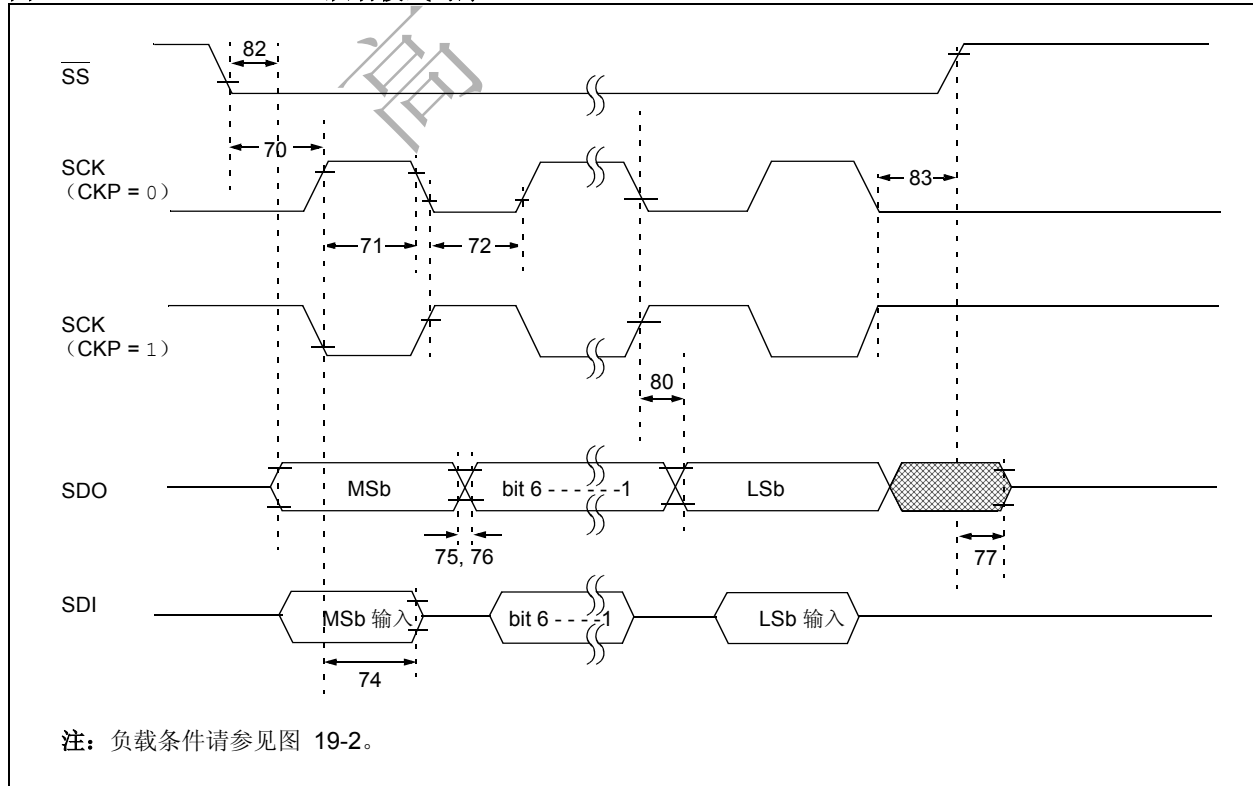 高
82
SS
70
SCK
（CKP = 0）
83
71
72
SCK
（CKP = 1）
80
SDO
MSb
bit 6 - - - - - - -1
LSb
75, 76
77
SDI
MSb 输入
bit 6 - - - -1
LSb 输入
74
注：负载条件请参见图 19-2。